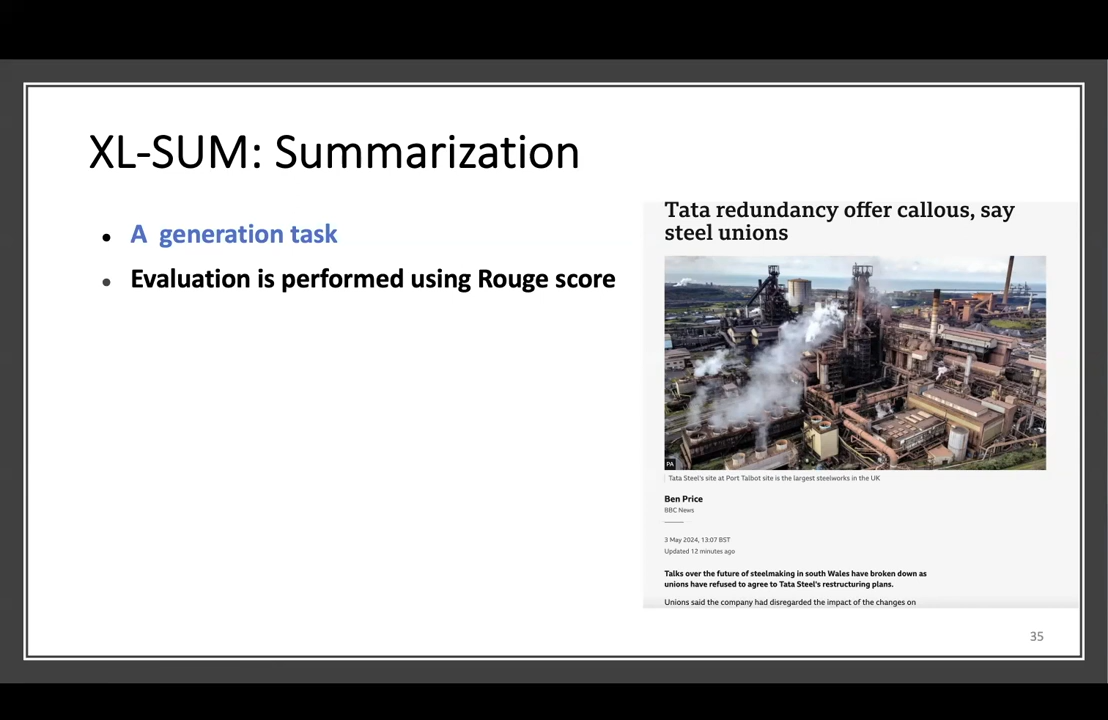 XL-SUM: Summarization
• A generation task
• Evaluation is performed using Rouge score
Tata redundancy offer callous, say
steel unions
PA
Tata Steel's site at Port Talbot site is the largest steelworks in the UK
Ben Price
BBC News
3 May 2024, 13:07 BST
Updated 12 minutes ago
Talks over the future of steelmaking in south Wales have broken down as
unions have refused to agree to Tata Steel's restructuring plans.
Unions said the company had disregarded the impact of the changes on
35